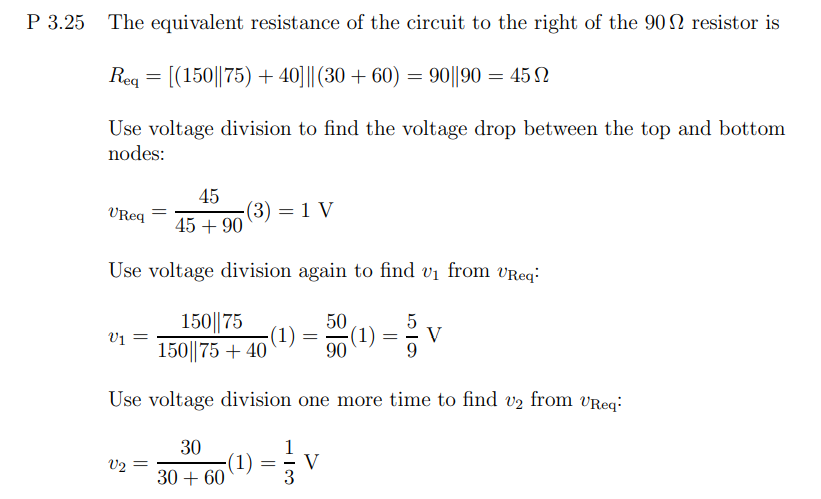 P 3.25 The equivalent resistance of the circuit to the right of the 90 Ω resistor is
R_eq = [(150||75) + 40]||(30 + 60) = 90||90 = 45 Ω
Use voltage division to find the voltage drop between the top and bottom
nodes:
v_Req = 45/(45 + 90) (3) = 1 V
Use voltage division again to find v_1 from v_Req:
v_1 = 150||75/(150||75 + 40) (1) = 50/90 (1) = 5/9 V
Use voltage division one more time to find v_2 from v_Req:
v_2 = 30/(30 + 60) (1) = 1/3 V